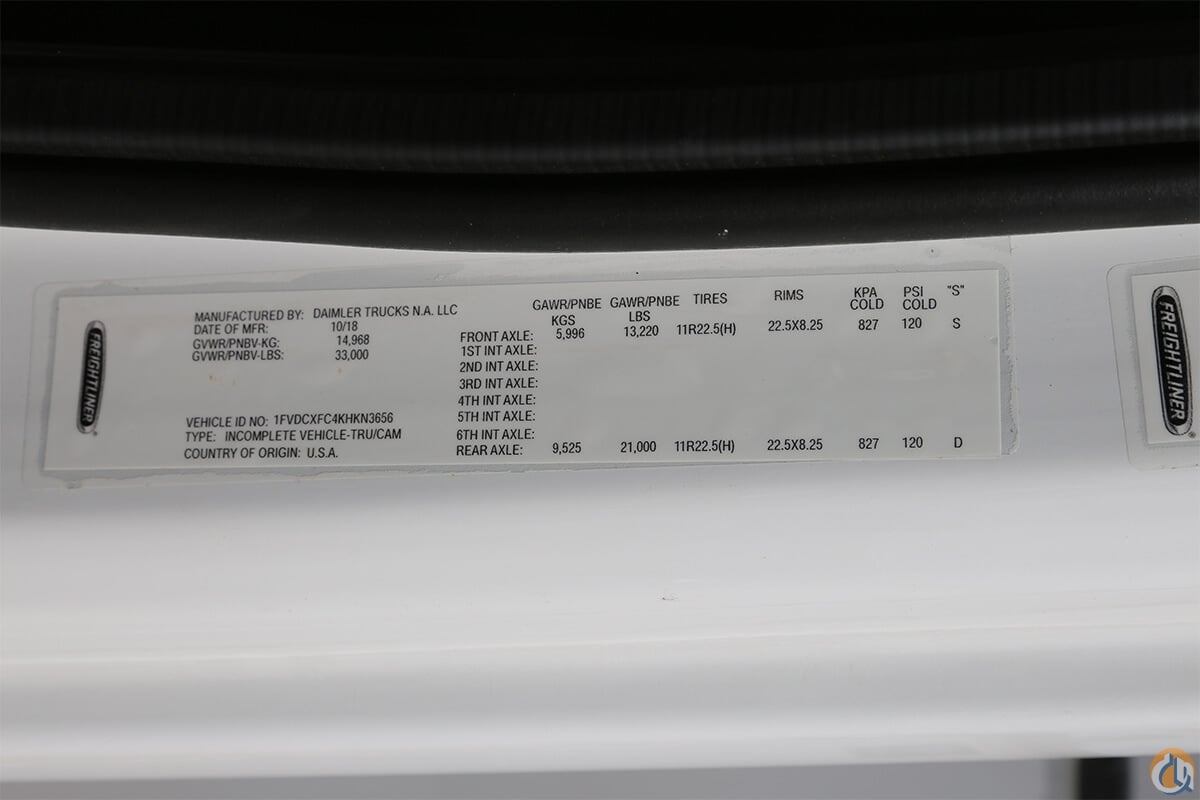 FREIGHTLINER
MANUFACTURED BY: DAIMLER TRUCKS N.A. LLC
DATE OF MFR: 10/18
GVWR/PNBV-KG: 14,968
GVWR/PNBV-LBS: 33,000
VEHICLE ID NO: 1FVDCXFC4KHKN3656
TYPE: INCOMPLETE VEHICLE-TRU/CAM
COUNTRY OF ORIGIN: U.S.A.
GAWR/PNBE KGS GAWR/PNBE LBS TIRES RIMS KPA COLD PSI COLD "S"
FRONT AXLE: 5,996 13,220 11R22.5(H) 22.5X8.25 827 120 S
1ST INT AXLE:
2ND INT AXLE:
3RD INT AXLE:
4TH INT AXLE:
5TH INT AXLE:
6TH INT AXLE:
REAR AXLE: 9,525 21,000 11R22.5(H) 22.5X8.25 827 120 D
FREIGHTLINER